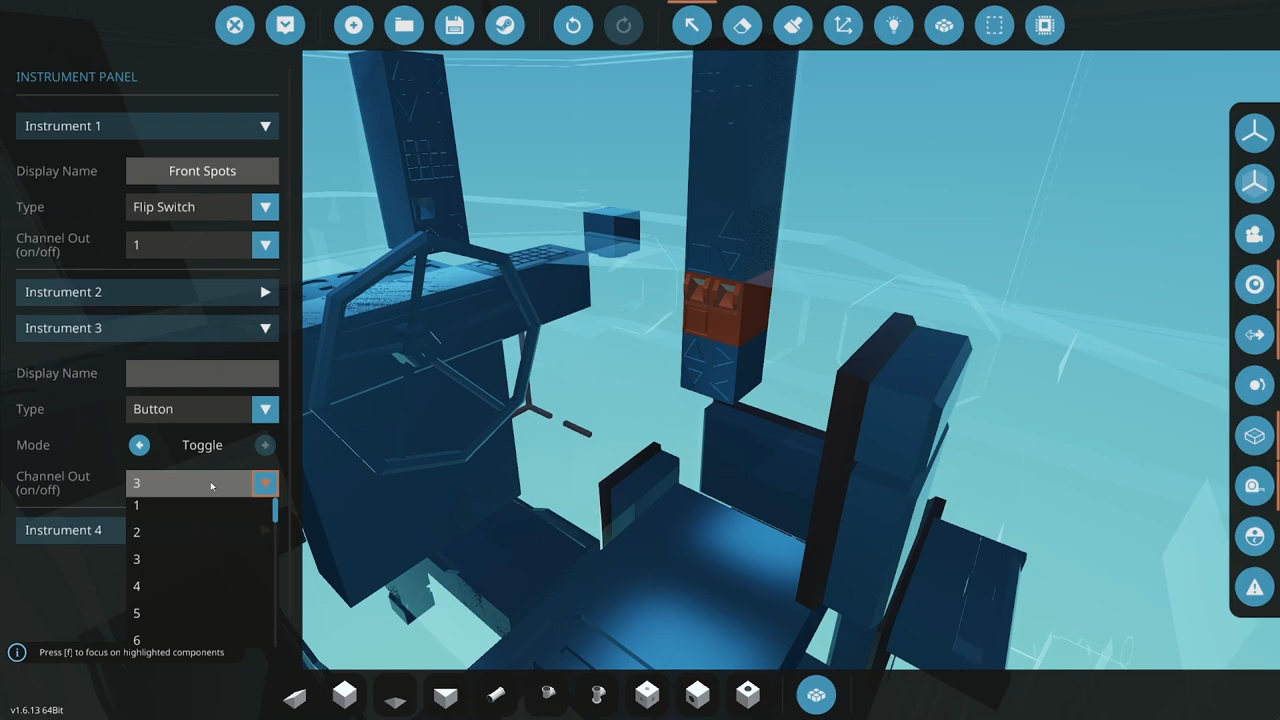 INSTRUMENT PANEL
Instrument 1
Display Name
Front Spots
Type
Flip Switch
Channel Out
(on/off)
1
Instrument 2
Instrument 3
Display Name
Type
Button
Mode
Toggle
Channel Out
(on/off)
3
1
2
3
4
5
6
Instrument 4
Press [f] to focus on highlighted components
v1.6.13 64Bit